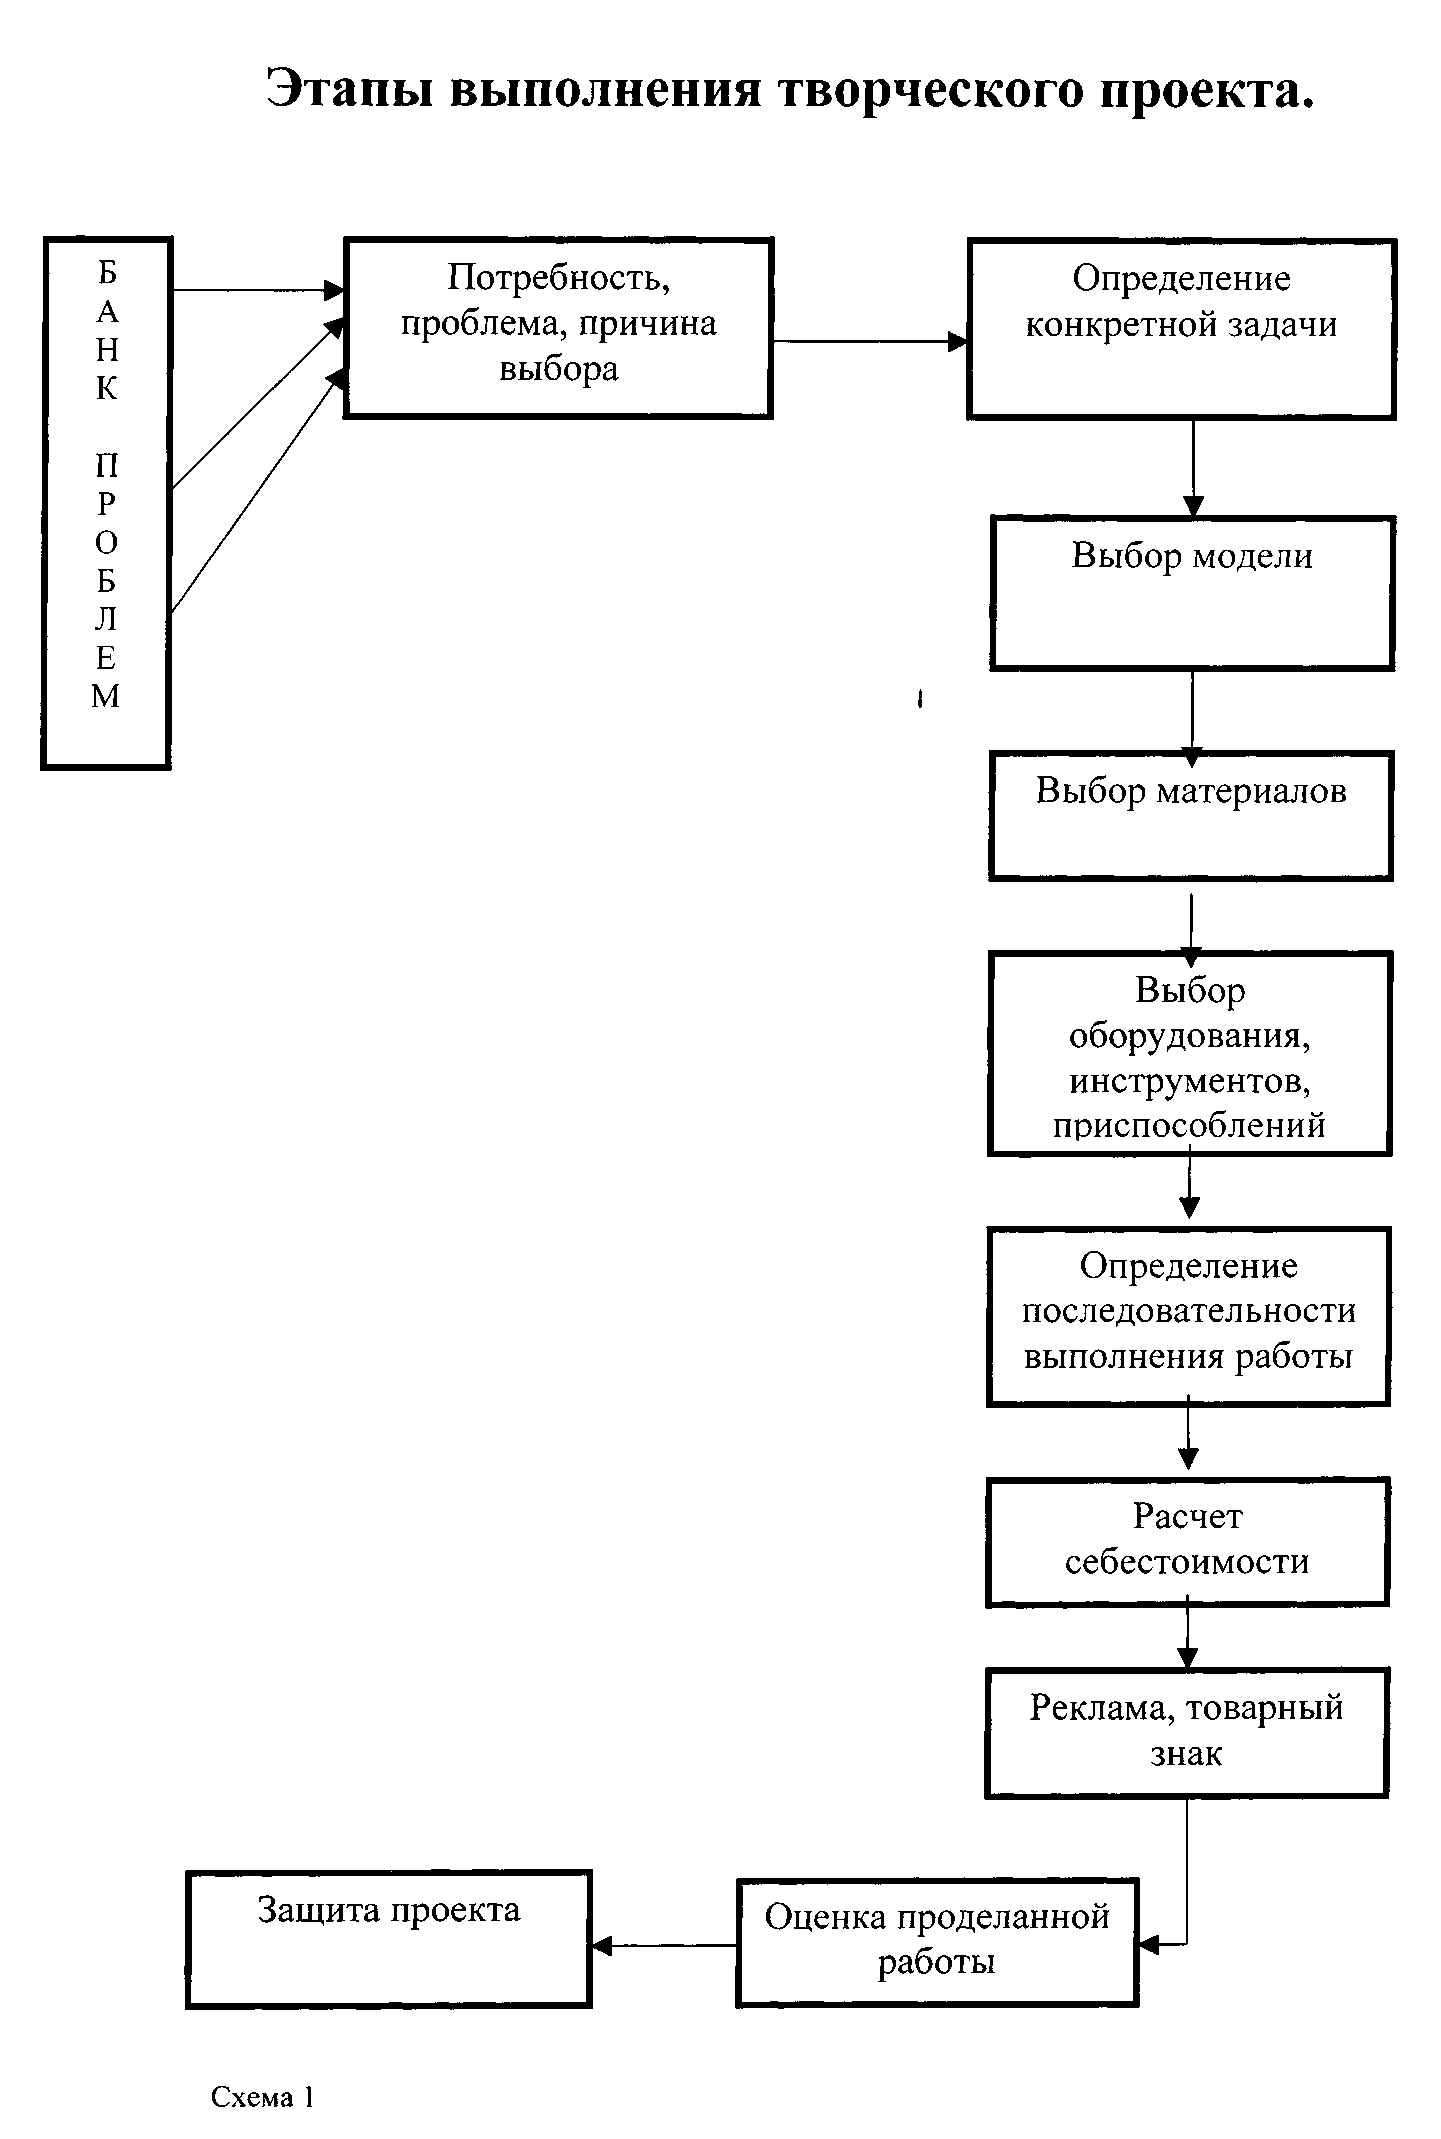 Этапы выполнения творческого проекта.
Б
А
Н
К
П
Р
О
Б
Л
Е
М
Потребность,
проблема, причина
выбора
Определение
конкретной задачи
Выбор модели
Выбор материалов
Выбор
оборудования,
инструментов,
приспособлений
Определение
последовательности
выполнения работы
Расчет
себестоимости
Реклама, товарный
знак
Оценка проделанной
работы
Защита проекта
Схема 1